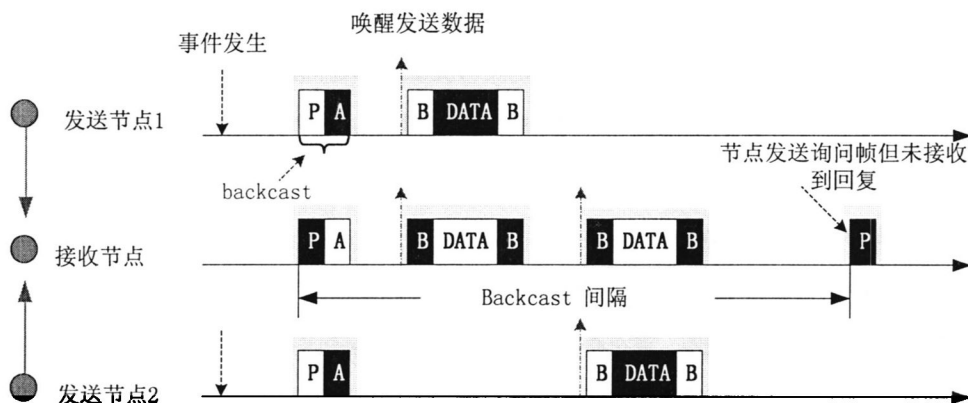 唤醒发送数据
事件发生
发送节点1
P A
B DATA B
backcast
节点发送询问帧但未接收
到回复
接收节点
P A
B DATA B
B DATA B
P
Backcast 间隔
发送节点2
P A
B DATA B